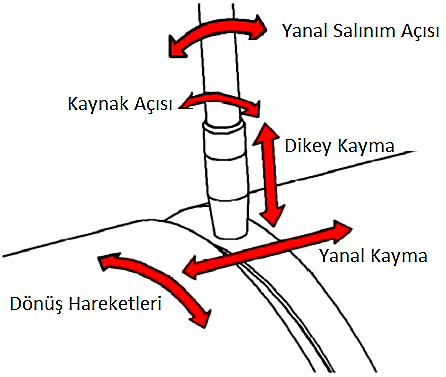 Yanal Salınım Açısı
Kaynak Açısı
Dikey Kayma
Yanal Kayma
Dönüş Hareketleri